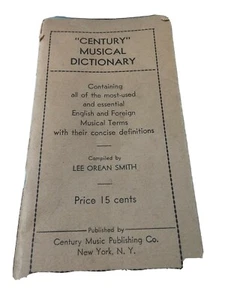 "CENTURY"
MUSICAL
DICTIONARY
Containing
all of the most-used
and essential
English and Foreign
Musical Terms
with their concise definitions
Compiled by
LEE OREAN SMITH
Price 15 cents
Published by
Century Music Publishing Co.
New York, N. Y.